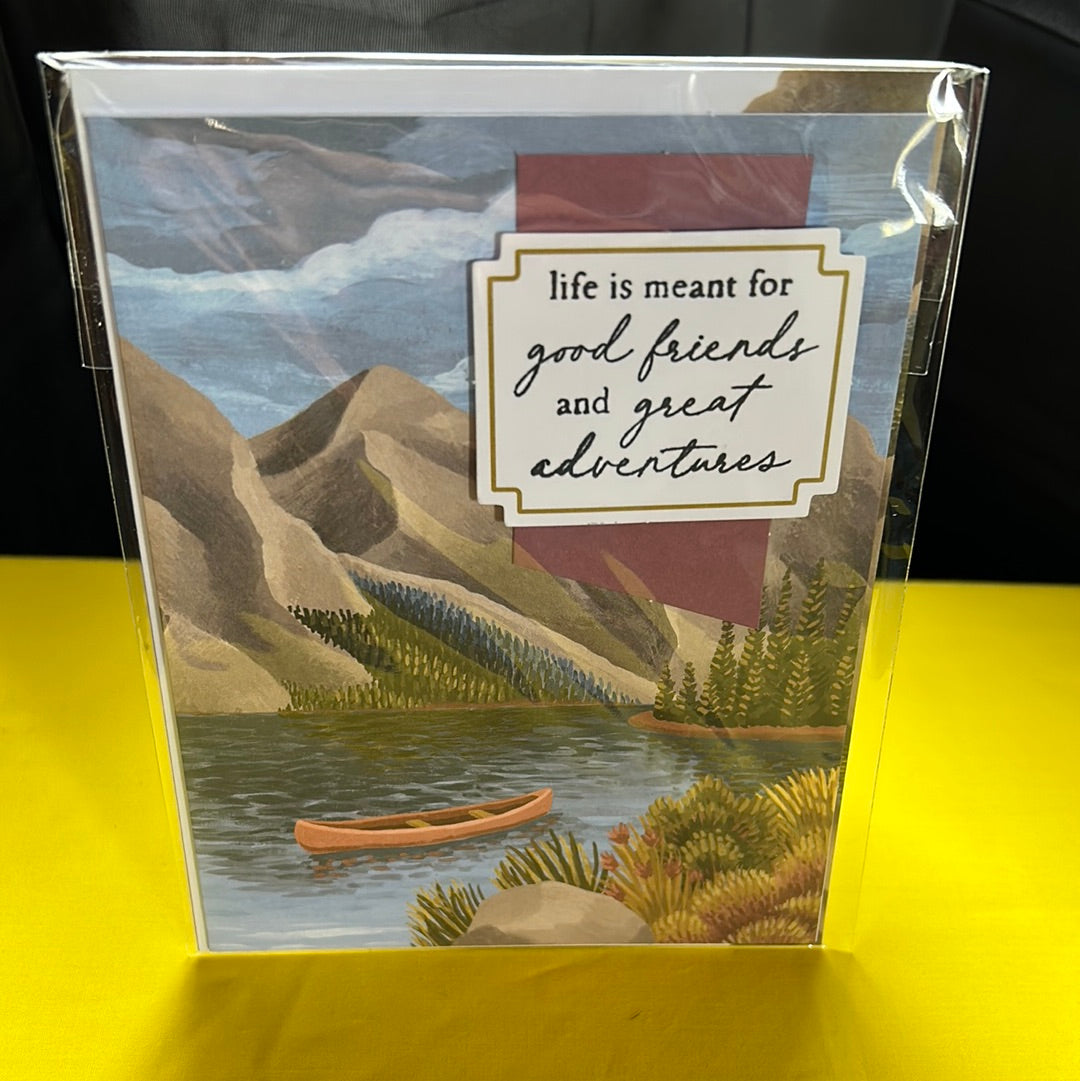 life is meant for
good friends
and great
adventures